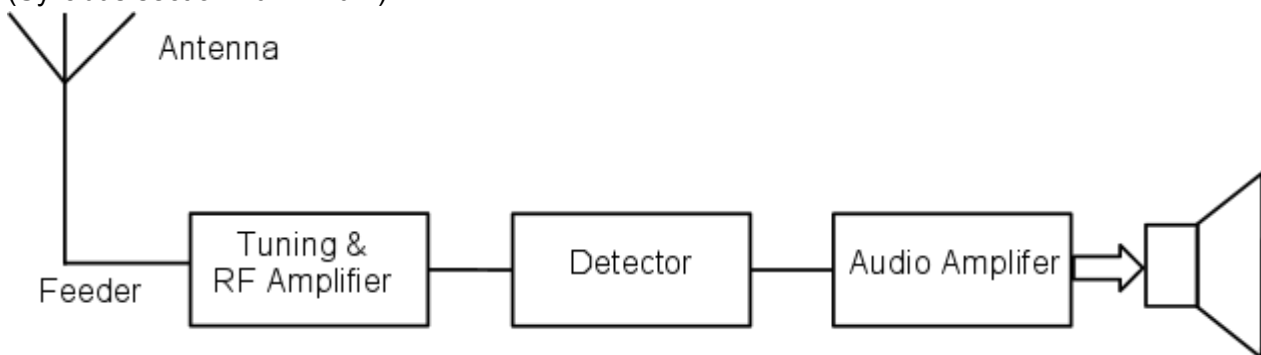 Antenna
Tuning &
RF Amplifier
Detector
Audio Amplifer
Feeder